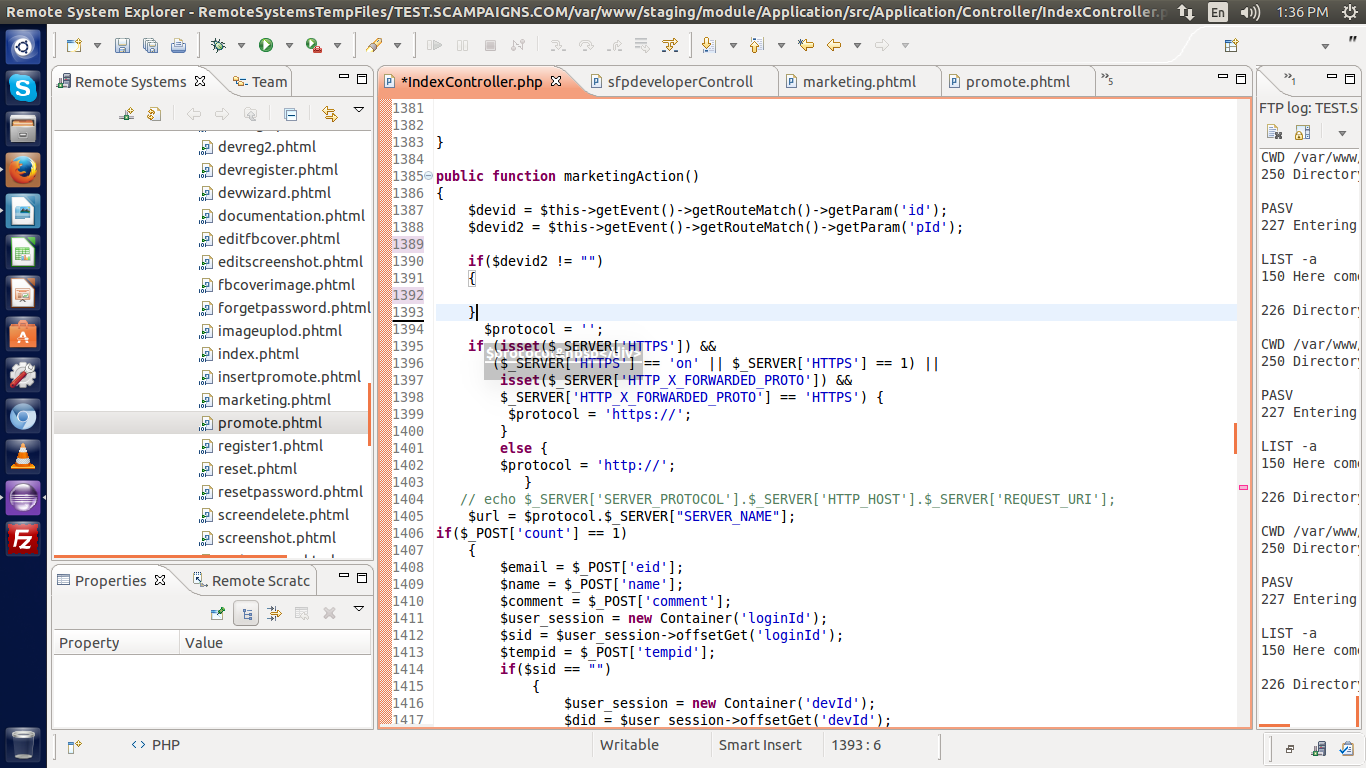 Remote System Explorer - RemoteSystemsTempFiles/TEST.SCAMPAIGNS.COM/var/www/staging/module/Application/src/Application/Controller/IndexController.p
En
1:36 PM
Remote Systems
Team
devreg2.phtml
devregister.phtml
devwizard.phtml
documentation.phtml
editfbcover.phtml
editscreenshot.phtml
fbcoverimage.phtml
forgetpassword.phtml
imageuplod.phtml
index.phtml
insertpromote.phtml
marketing.phtml
promote.phtml
register1.phtml
reset.phtml
resetpassword.phtml
screendelete.phtml
screenshot.phtml
Properties
Remote Scratc
Property Value
*IndexController.php
sfpdeveloperControll
marketing.phtml
promote.phtml
»5
1381
1382
1383 }
1384
1385 public function marketingAction()
1386 {
1387 $devid = $this->getEvent()->getRouteMatch()->getParam('id');
1388 $devid2 = $this->getEvent()->getRouteMatch()->getParam('pId');
1389
1390 if($devid2 != "")
1391 {
1392
1393 }
1394 $protocol = '';
1395 if (isset($_SERVER['HTTPS']) &&
1396 ($_SERVER['HTTPS'] == 'on' || $_SERVER['HTTPS'] == 1) ||
1397 isset($_SERVER['HTTP_X_FORWARDED_PROTO']) &&
1398 $_SERVER['HTTP_X_FORWARDED_PROTO'] == 'HTTPS') {
1399 $protocol = 'https://';
1400 }
1401 else {
1402 $protocol = 'http://';
1403 }
1404 // echo $_SERVER['SERVER_PROTOCOL'].$_SERVER['HTTP_HOST'].$_SERVER['REQUEST_URI'];
1405 $url = $protocol.$_SERVER["SERVER_NAME"];
1406 if($_POST['count'] == 1)
1407 {
1408 $email = $_POST['eid'];
1409 $name = $_POST['name'];
1410 $comment = $_POST['comment'];
1411 $user_session = new Container('loginId');
1412 $sid = $user_session->offsetGet('loginId');
1413 $tempid = $_POST['tempid'];
1414 if($sid == "")
1415 {
1416 $user_session = new Container('devId');
1417 $did = $user_session->offsetGet('devId');
»1
FTP log: TEST.S
CWD /var/www,
250 Directory
PASV
227 Entering
LIST -a
150 Here come
226 Directory
CWD /var/www,
250 Directory
PASV
227 Entering
LIST -a
150 Here come
226 Directory
CWD /var/www,
250 Directory
PASV
227 Entering
LIST -a
150 Here come
226 Directory
PHP
Writable
Smart Insert
1393 : 6